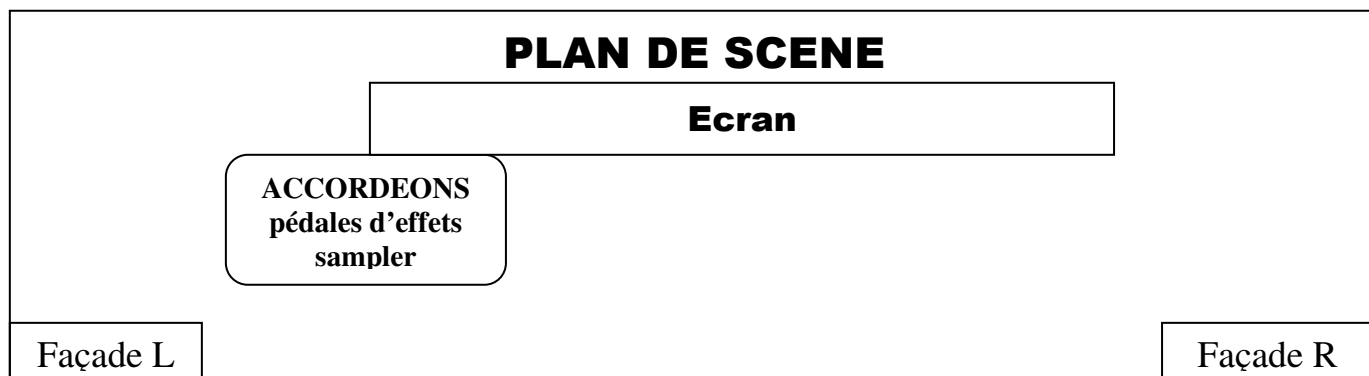 PLAN DE SCENE
Ecran
ACCORDEONS
pédales d’effets
sampler
Façade L
Façade R